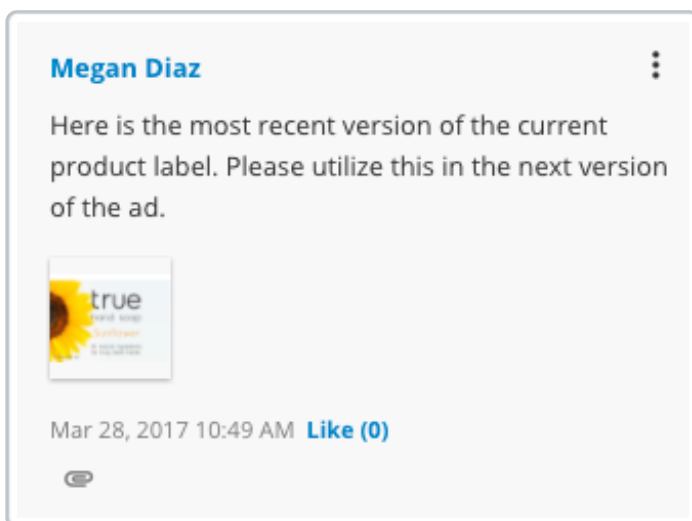 Megan Diaz
Here is the most recent version of the current
product label. Please utilize this in the next version
of the ad.
true
hand soap
Sunflower
Mar 28, 2017 10:49 AM Like (0)